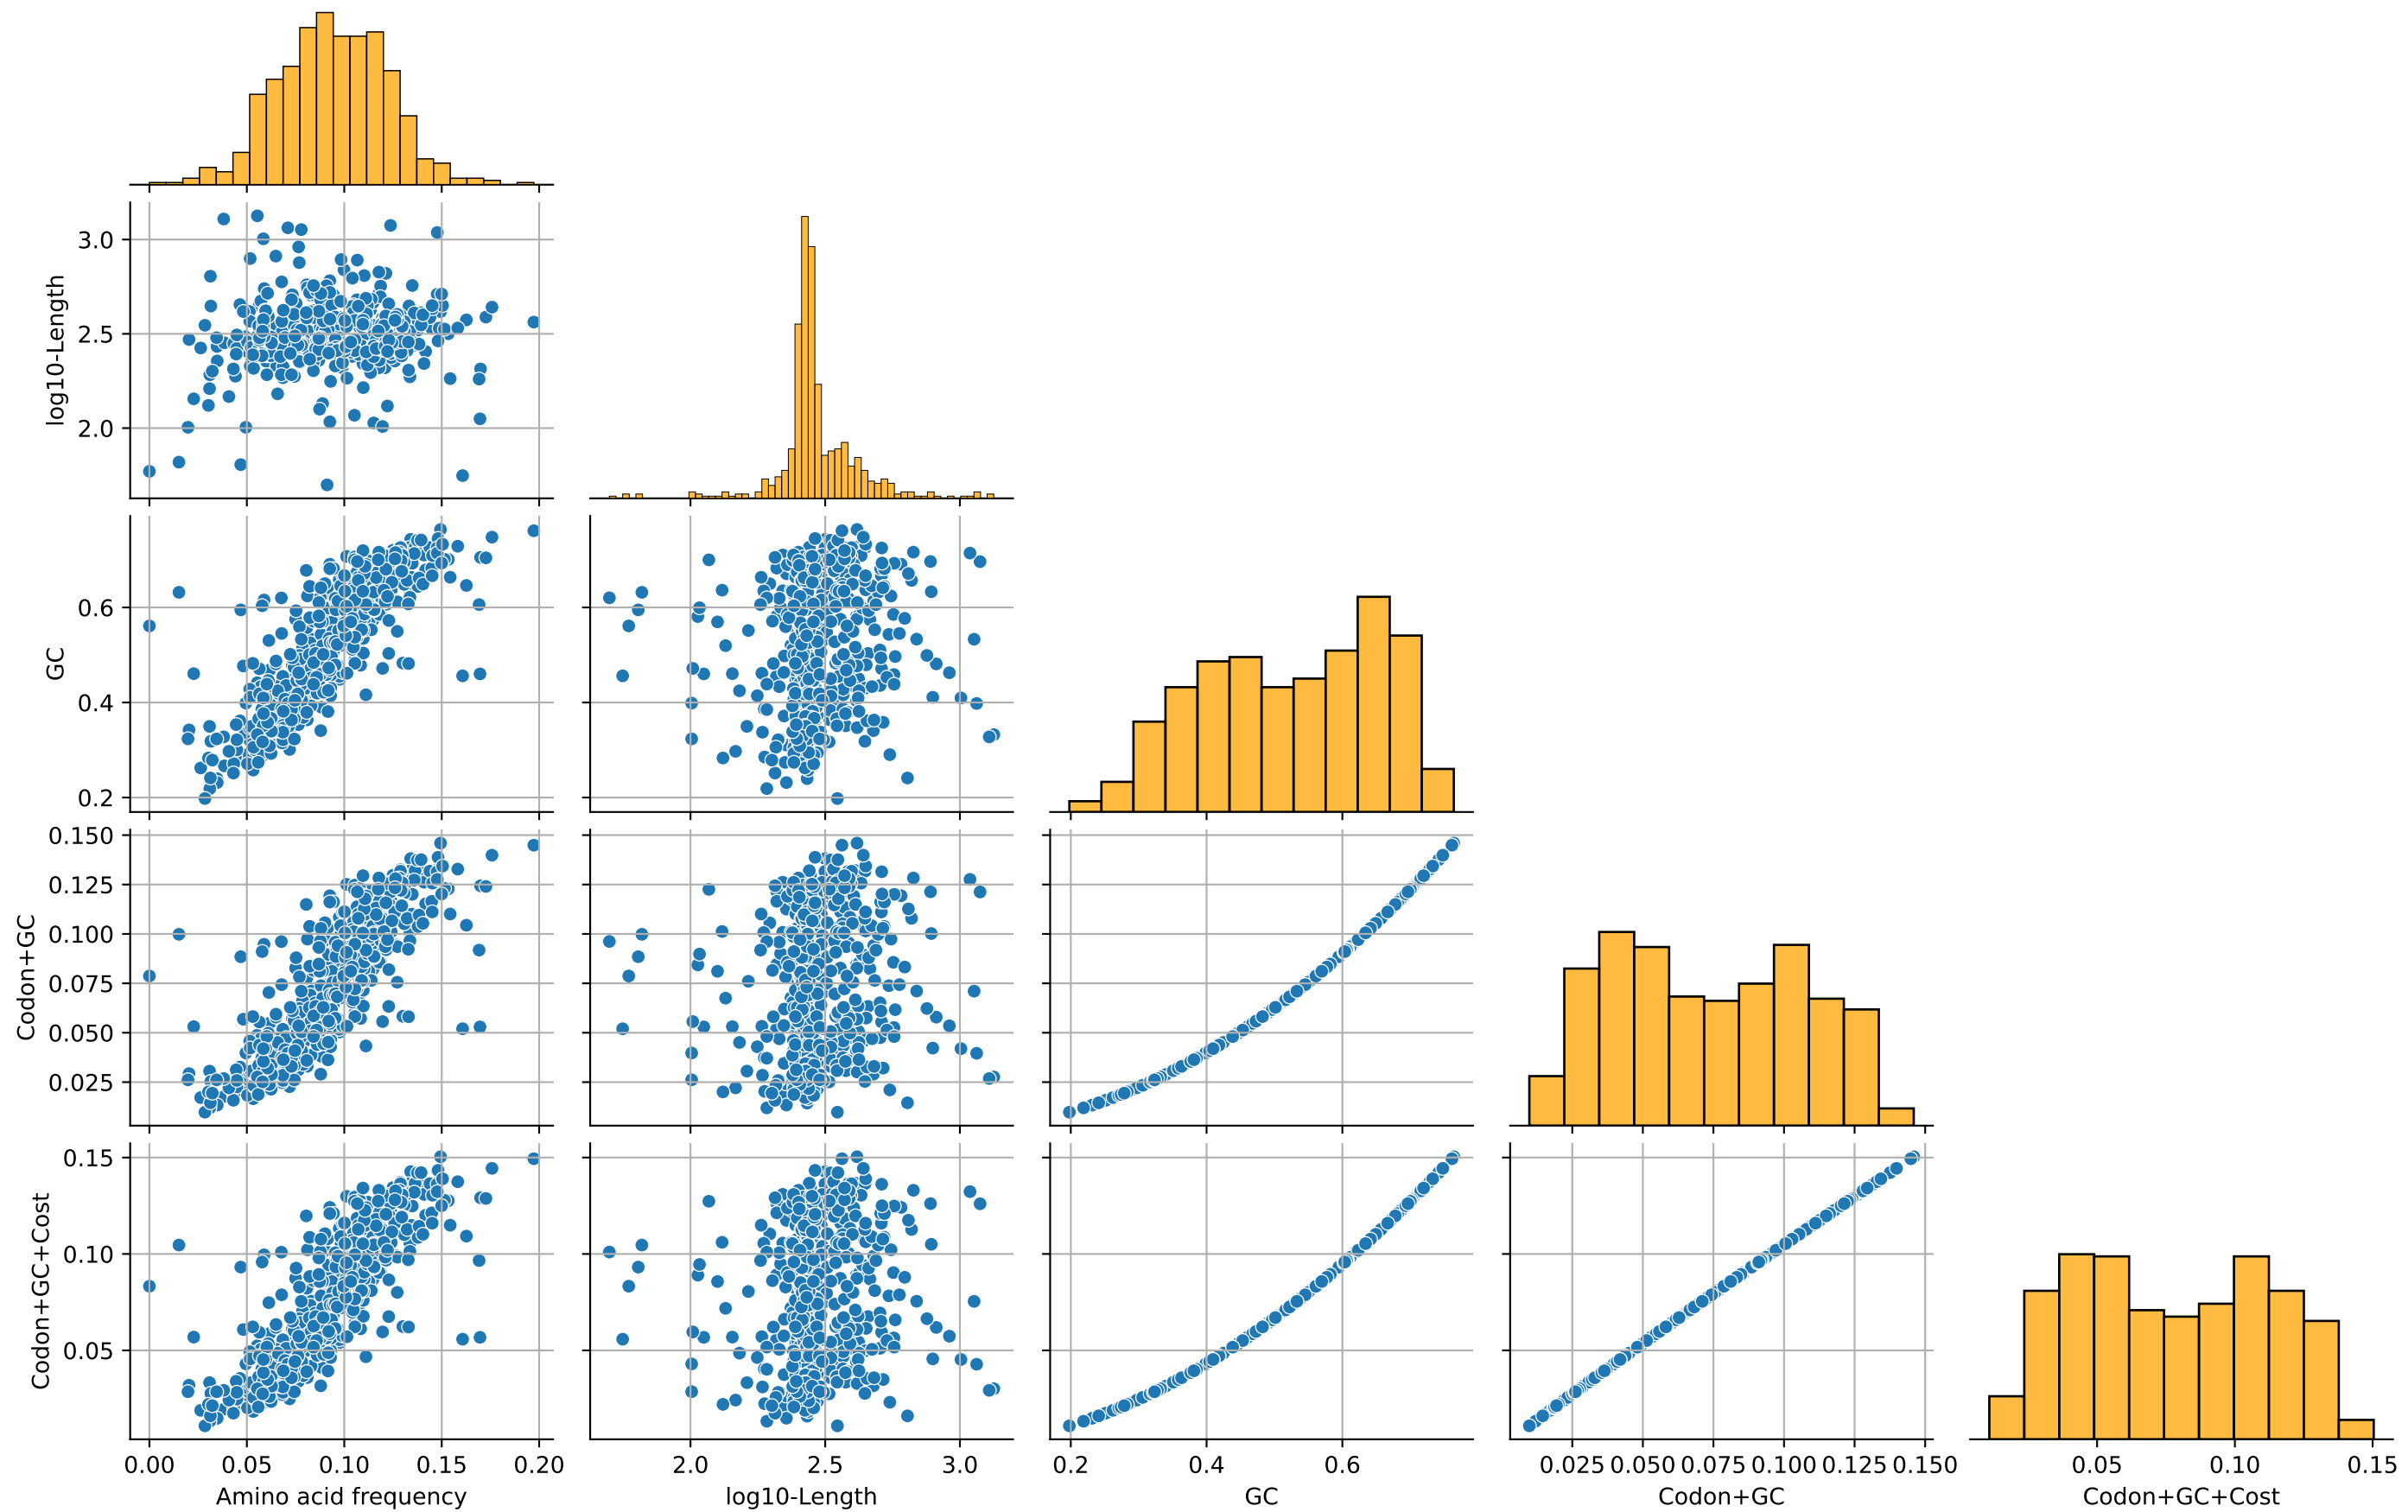 log10-Length
3.0
2.5
2.0
GC
0.6
0.4
0.2
Codon+GC
0.150
0.125
0.100
0.075
0.050
0.025
Codon+GC+Cost
0.15
0.10
0.05
0.00 0.05 0.10 0.15 0.20
2.0 2.5 3.0
0.2 0.4 0.6
0.025 0.050 0.075 0.100 0.125 0.150
0.05 0.10 0.15
Amino acid frequency
log10-Length
GC
Codon+GC
Codon+GC+Cost